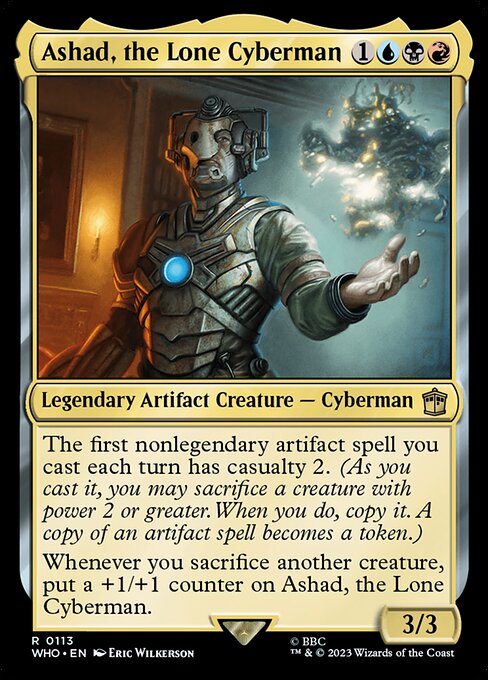 Ashad, the Lone Cyberman 1
Legendary Artifact Creature — Cyberman
The first nonlegendary artifact spell you
cast each turn has casualty 2. (As you
cast it, you may sacrifice a creature with
power 2 or greater. When you do, copy it. A
copy of an artifact spell becomes a token.)
Whenever you sacrifice another creature,
put a +1/+1 counter on Ashad, the Lone
Cyberman.
3/3
R 0113
WHO • EN Eric Wilkerson
© BBC
™ & © 2023 Wizards of the Coast